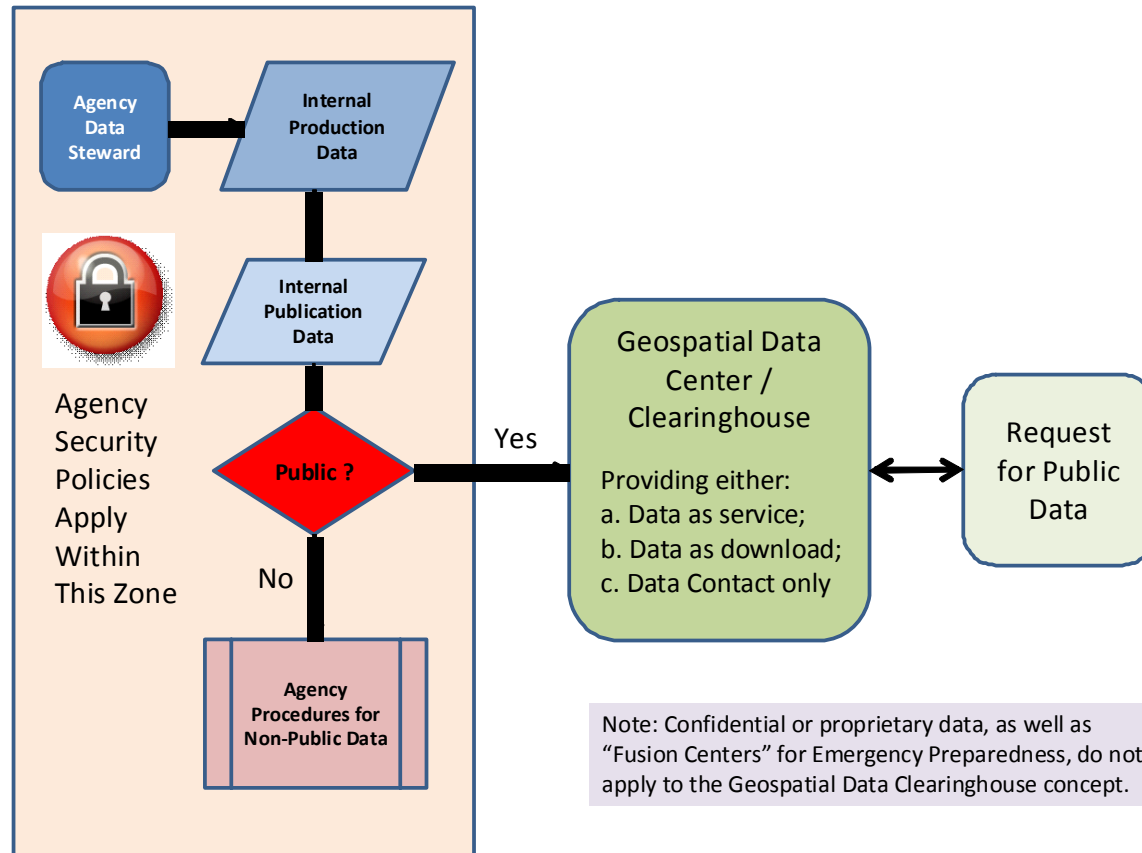 Agency
Data
Steward
Internal
Production
Data
Internal
Publication
Data
Agency
Security
Policies
Apply
Within
This Zone
Public ?
Yes
No
Agency
Procedures for
Non-Public Data
Geospatial Data
Center /
Clearinghouse
Providing either:
a. Data as service;
b. Data as download;
c. Data Contact only
Request
for Public
Data
Note: Confidential or proprietary data, as well as
“Fusion Centers” for Emergency Preparedness, do not
apply to the Geospatial Data Clearinghouse concept.